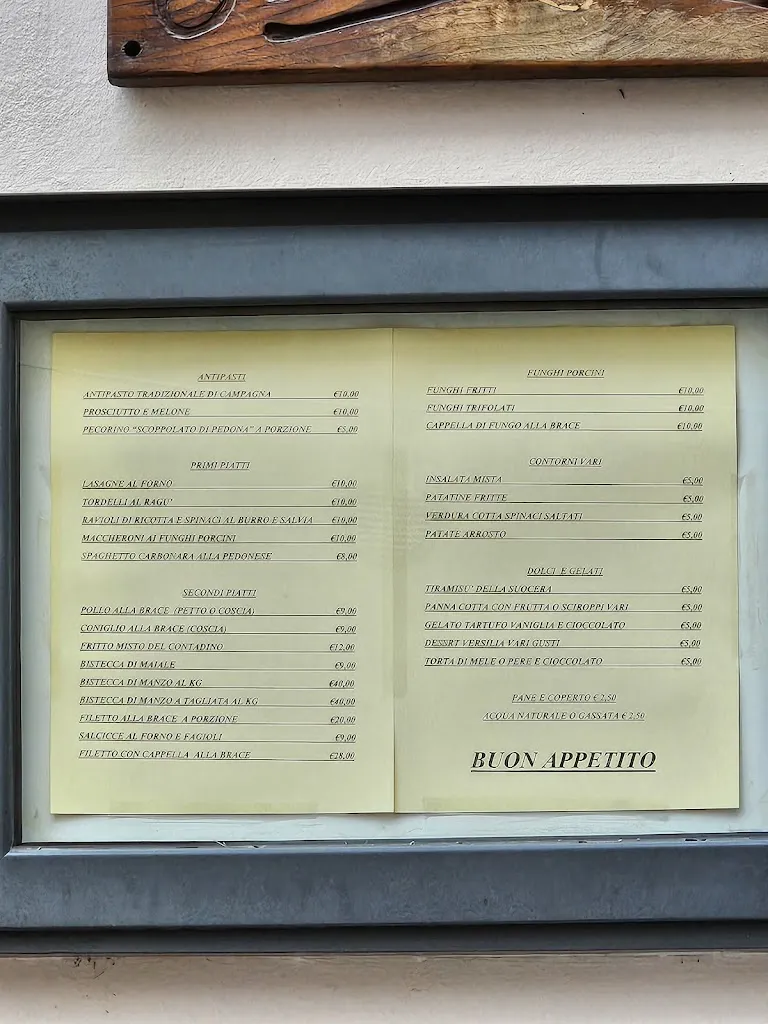 ANTIPASTI
ANTIPASTO TRADIZIONALE DI CAMPAGNA €10,00
PROSCIUTTO E MELONE €10,00
PECORINO “SCOPPOLATO DI PEDONA” A PORZIONE €5,00
PRIMI PIATTI
LASAGNE AL FORNO €10,00
TORDELLI AL RAGU’ €10,00
RAVIOLI DI RICOTTA E SPINACI AL BURRO E SALVIA €10,00
MACCHERONI AI FUNGHI PORCINI €10,00
SPAGHETTO CARBONARA ALLA PEDONESE €8,00
SECONDI PIATTI
POLLO ALLA BRACE (PETTO O COSCIA) €9,00
CONIGLIO ALLA BRACE (COSCIA) €9,00
FRITTO MISTO DEL CONTADINO €12,00
BISTECCA DI MAIALE €9,00
BISTECCA DI MANZO AL KG €40,00
BISTECCA DI MANZO A TAGLIATA AL KG €40,00
FILETTO ALLA BRACE A PORZIONE €20,00
SALCICCE AL FORNO E FAGIOLI €9,00
FILETTO CON CAPPELLA ALLA BRACE €28,00
FUNGHI PORCINI
FUNGHI FRITTI €10,00
FUNGHI TRIFOLATI €10,00
CAPPELLA DI FUNGO ALLA BRACE €10,00
CONTORNI VARI
INSALATA MISTA €5,00
PATATINE FRITTE €5,00
VERDURA COTTA SPINACI SALTATI €5,00
PATATE ARROSTO €5,00
DOLCI E GELATI
TIRAMISU’ DELLA SUOCERA €5,00
PANNA COTTA CON FRUTTA O SCIROPPI VARI €5,00
GELATO TARTUFO VANIGLIA E CIOCCOLATO €5,00
DESSRT VERSILIA VARI GUSTI €5,00
TORTA DI MELE O PERE E CIOCCOLATO €5,00
PANE E COPERTO € 2,50
ACQUA NATURALE O GASSATA € 2,50
BUON APPETITO